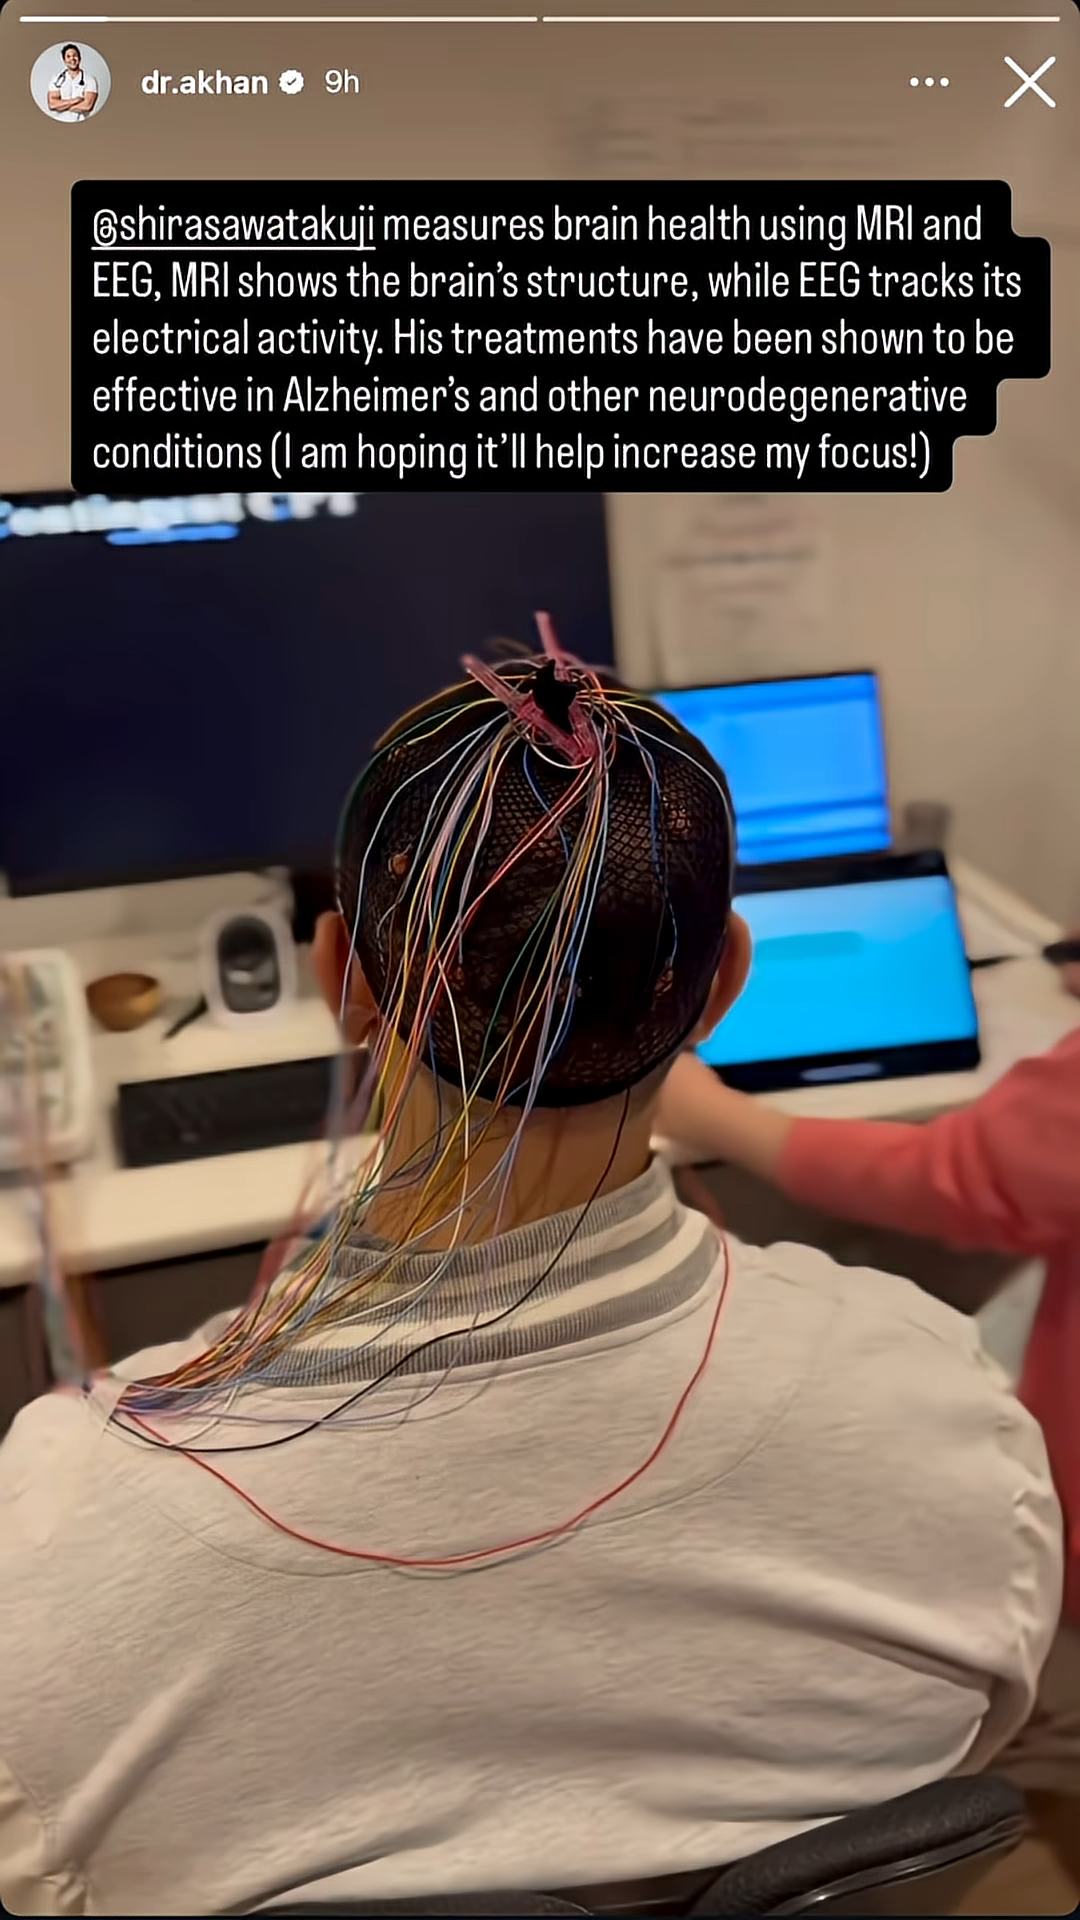 dr.akhan 9h
@shirasawatakuji measures brain health using MRI and
EEG, MRI shows the brain's structure, while EEG tracks its
electrical activity. His treatments have been shown to be
effective in Alzheimer's and other neurodegenerative
conditions (I am hoping it'll help increase my focus!)